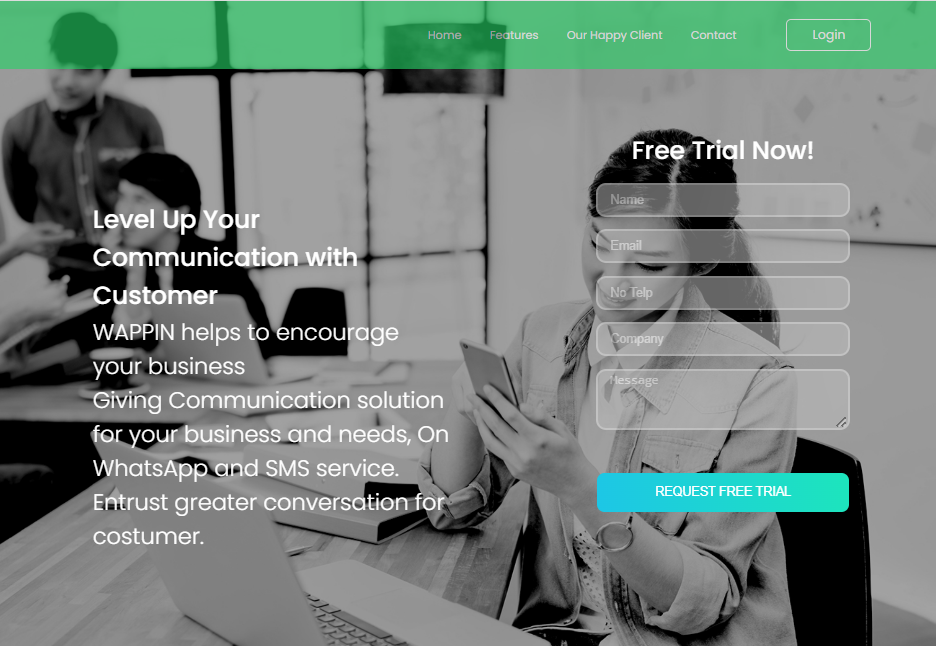 Home Features Our Happy Client Contact Login
Free Trial Now!
Name
Email
No Telp
Company
Message
REQUEST FREE TRIAL
Level Up Your
Communication with
Customer
WAPPIN helps to encourage
your business
Giving Communication solution
for your business and needs, On
WhatsApp and SMS service.
Entrust greater conversation for
costumer.